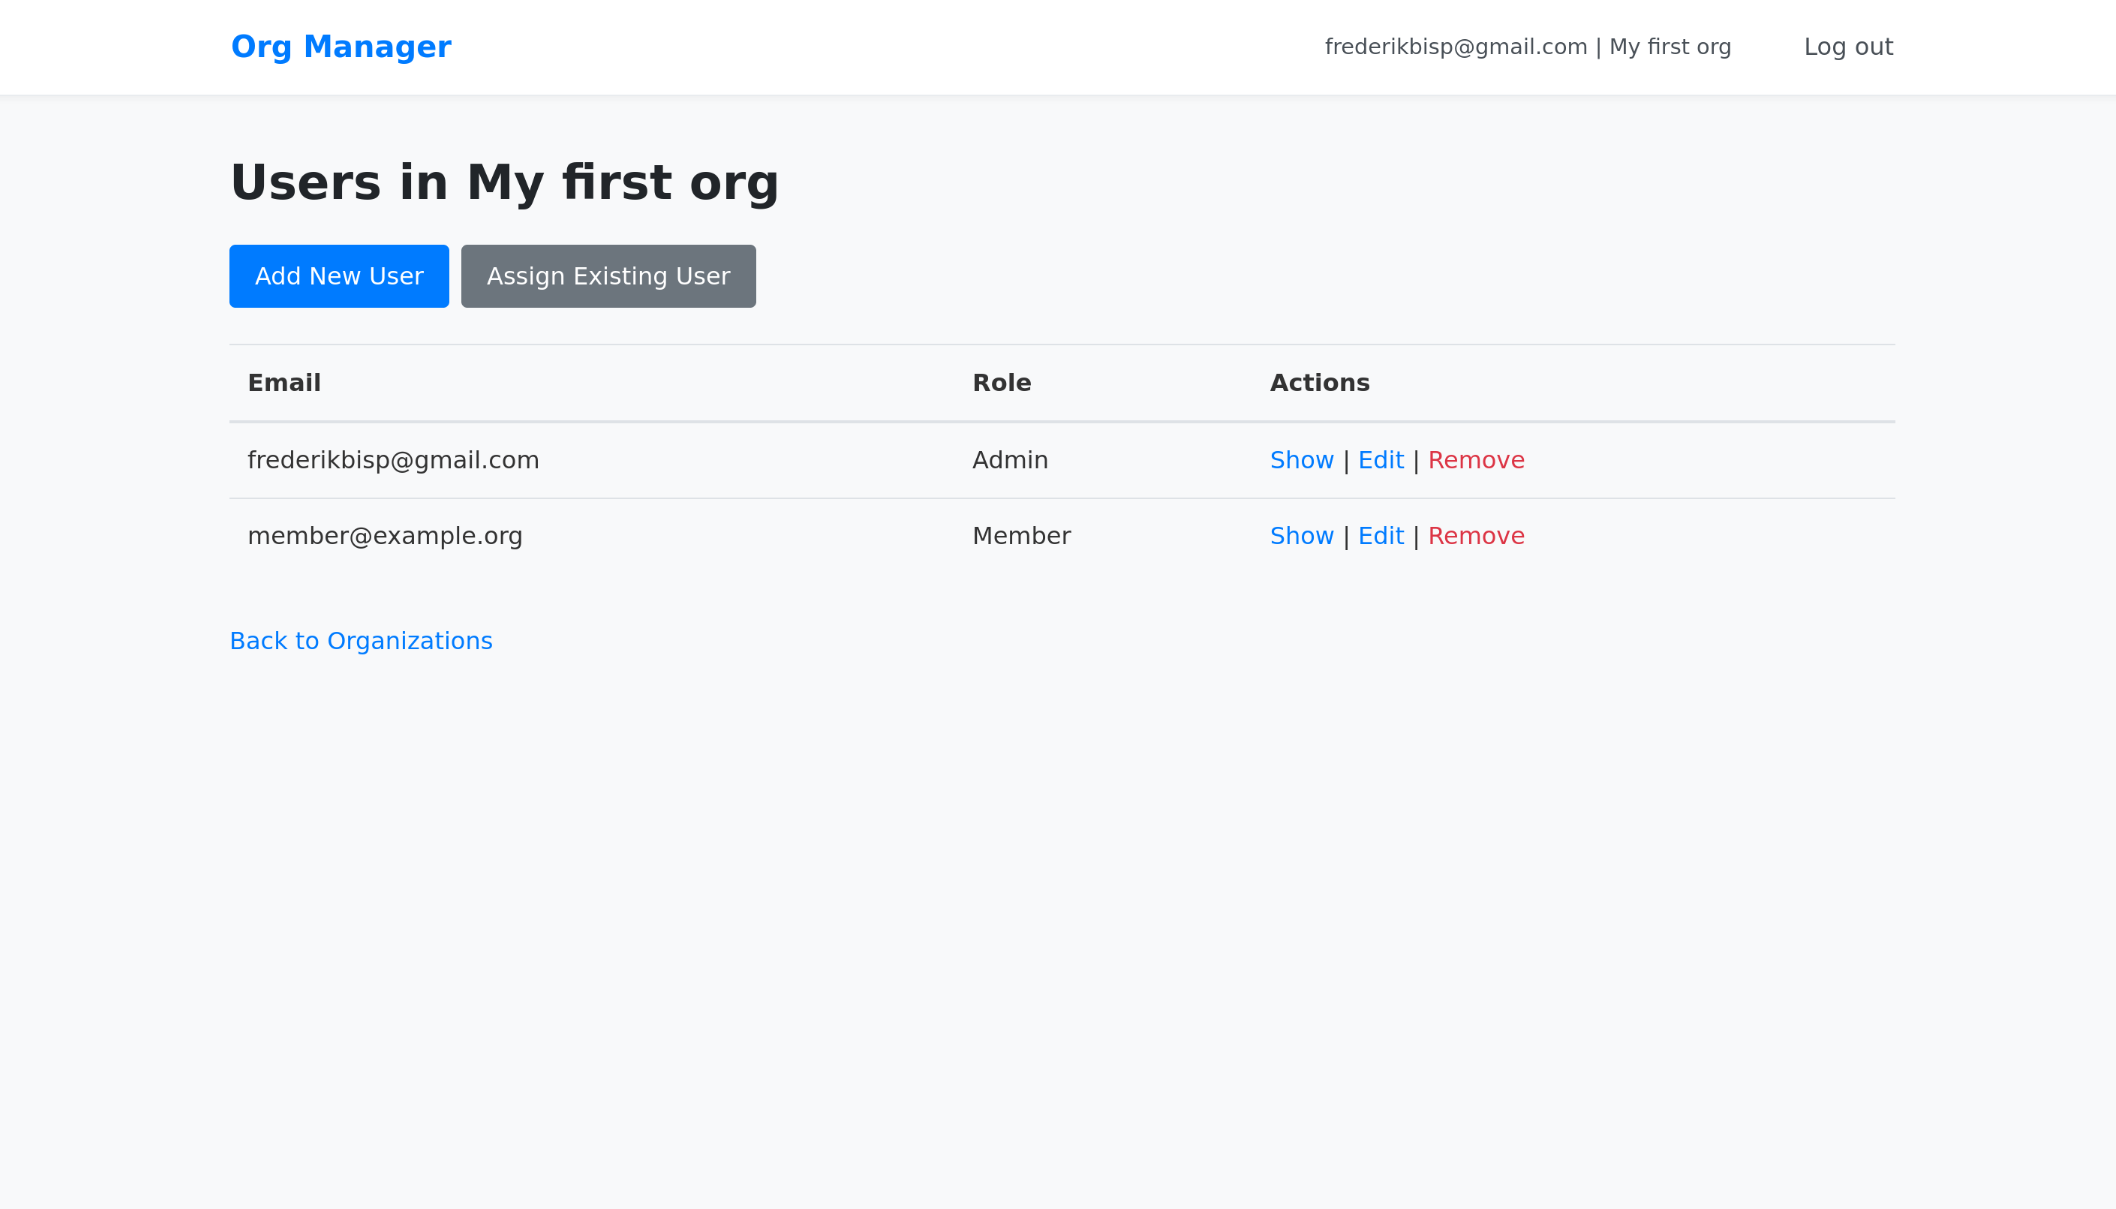 Org Manager
frederikbisp@gmail.com | My first org
Log out
Users in My first org
Add New User
Assign Existing User
Email Role Actions
frederikbisp@gmail.com Admin Show | Edit | Remove
member@example.org Member Show | Edit | Remove
Back to Organizations